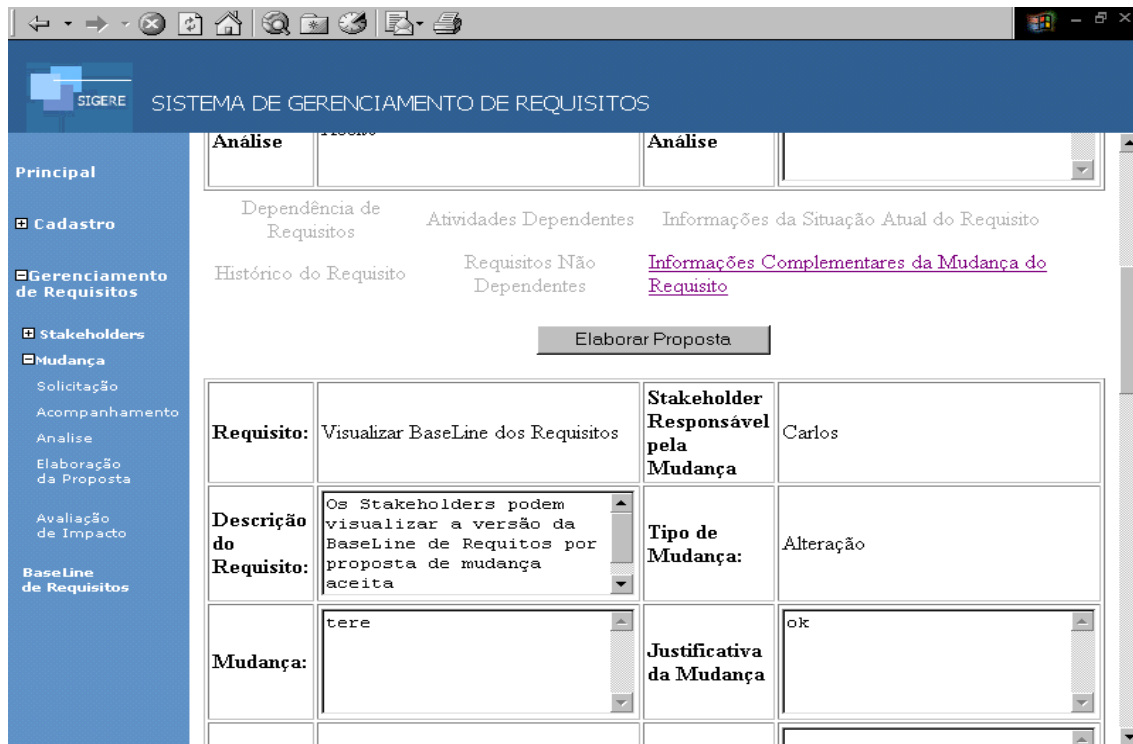 SIGERE
SISTEMA DE GERENCIAMENTO DE REQUISITOS
Principal
Cadastro
Gerenciamento
de Requisitos
Stakeholders
Mudança
Solicitação
Acompanhamento
Analise
Elaboração
da Proposta
Avaliação
de Impacto
BaseLine
de Requisitos
Análise
Análise
Dependência de
Requisitos
Atividades Dependentes
Informações da Situação Atual do Requisito
Histórico do Requisito
Requisitos Não
Dependentes
Informações Complementares da Mudança do
Requisito
Elaborar Proposta
Requisito:
Visualizar BaseLine dos Requisitos
Stakeholder
Responsável
pela
Mudança
Carlos
Descrição
do
Requisito:
Os Stakeholders podem
visualizar a versão da
BaseLine de Requitos por
proposta de mudança
aceita
Tipo de
Mudança:
Alteração
Mudança:
tere
Justificativa
da Mudança
ok